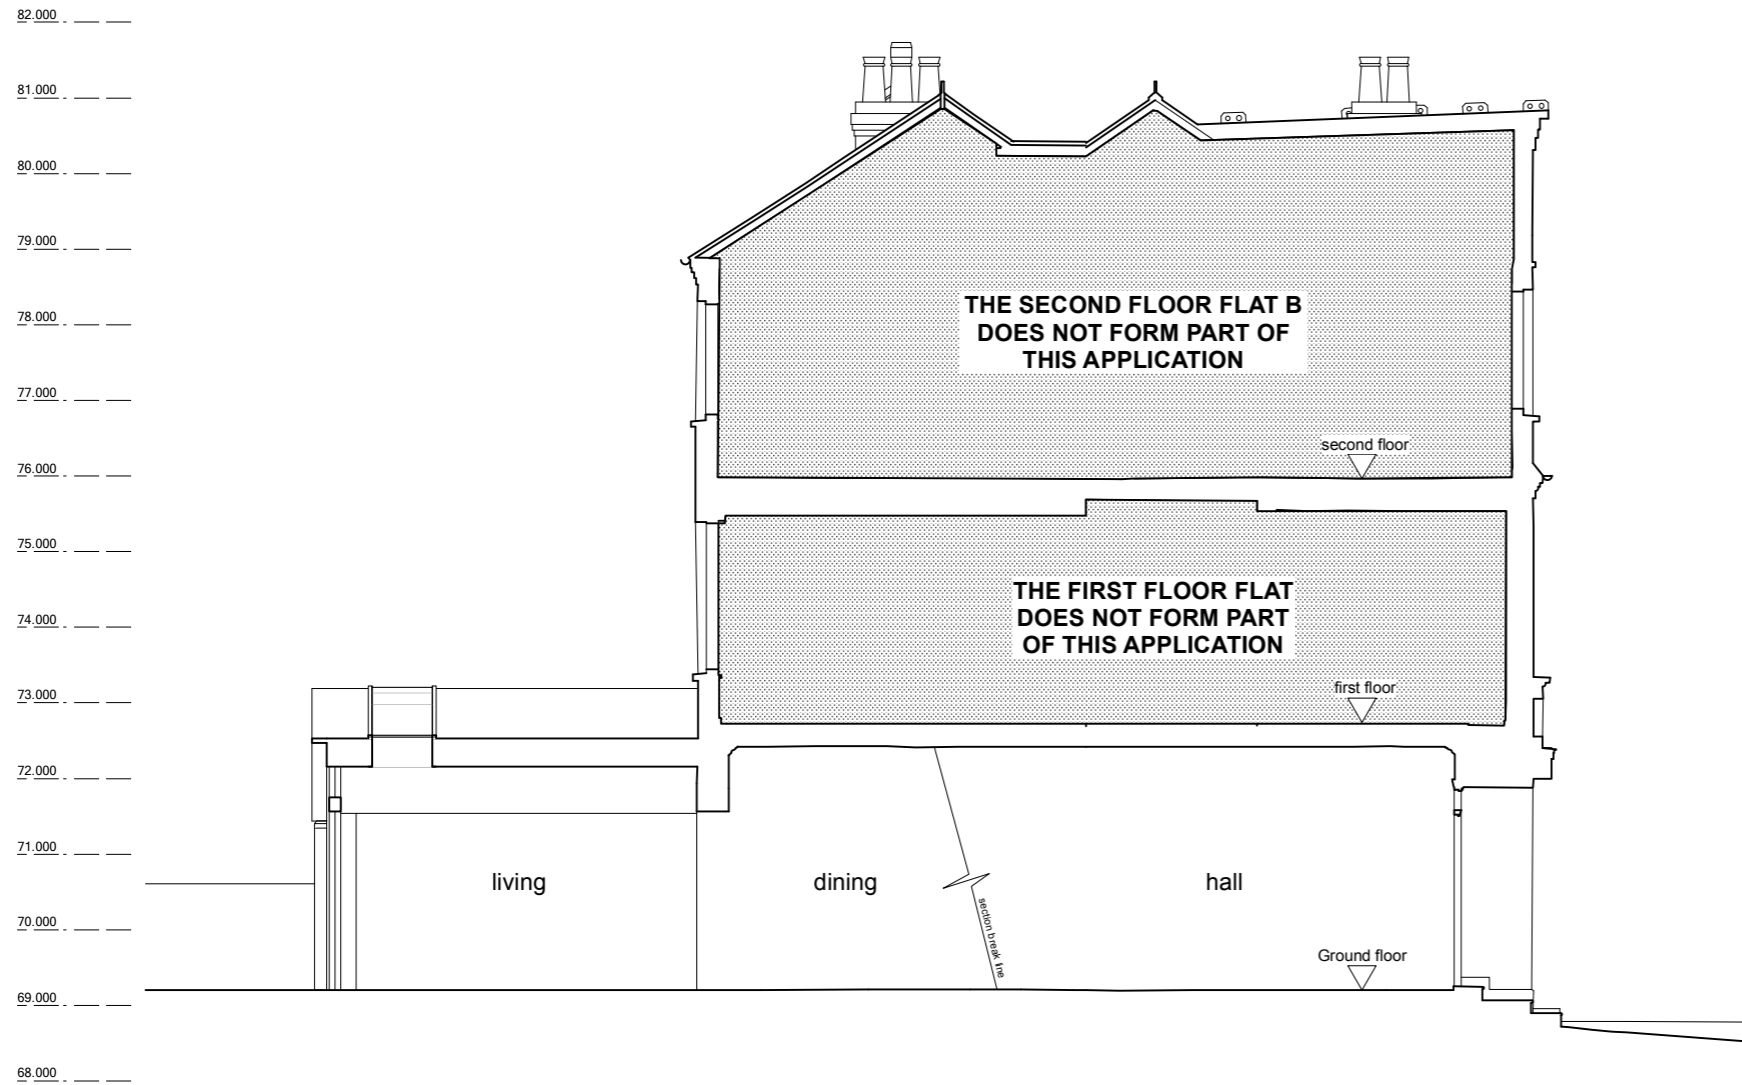 82.000
81.000
80.000
79.000
78.000
77.000
76.000
75.000
74.000
73.000
72.000
71.000
70.000
69.000
68.000
THE SECOND FLOOR FLAT B
DOES NOT FORM PART OF
THIS APPLICATION
second floor
THE FIRST FLOOR FLAT
DOES NOT FORM PART
OF THIS APPLICATION
first floor
living
dining
hall
section break line
Ground floor